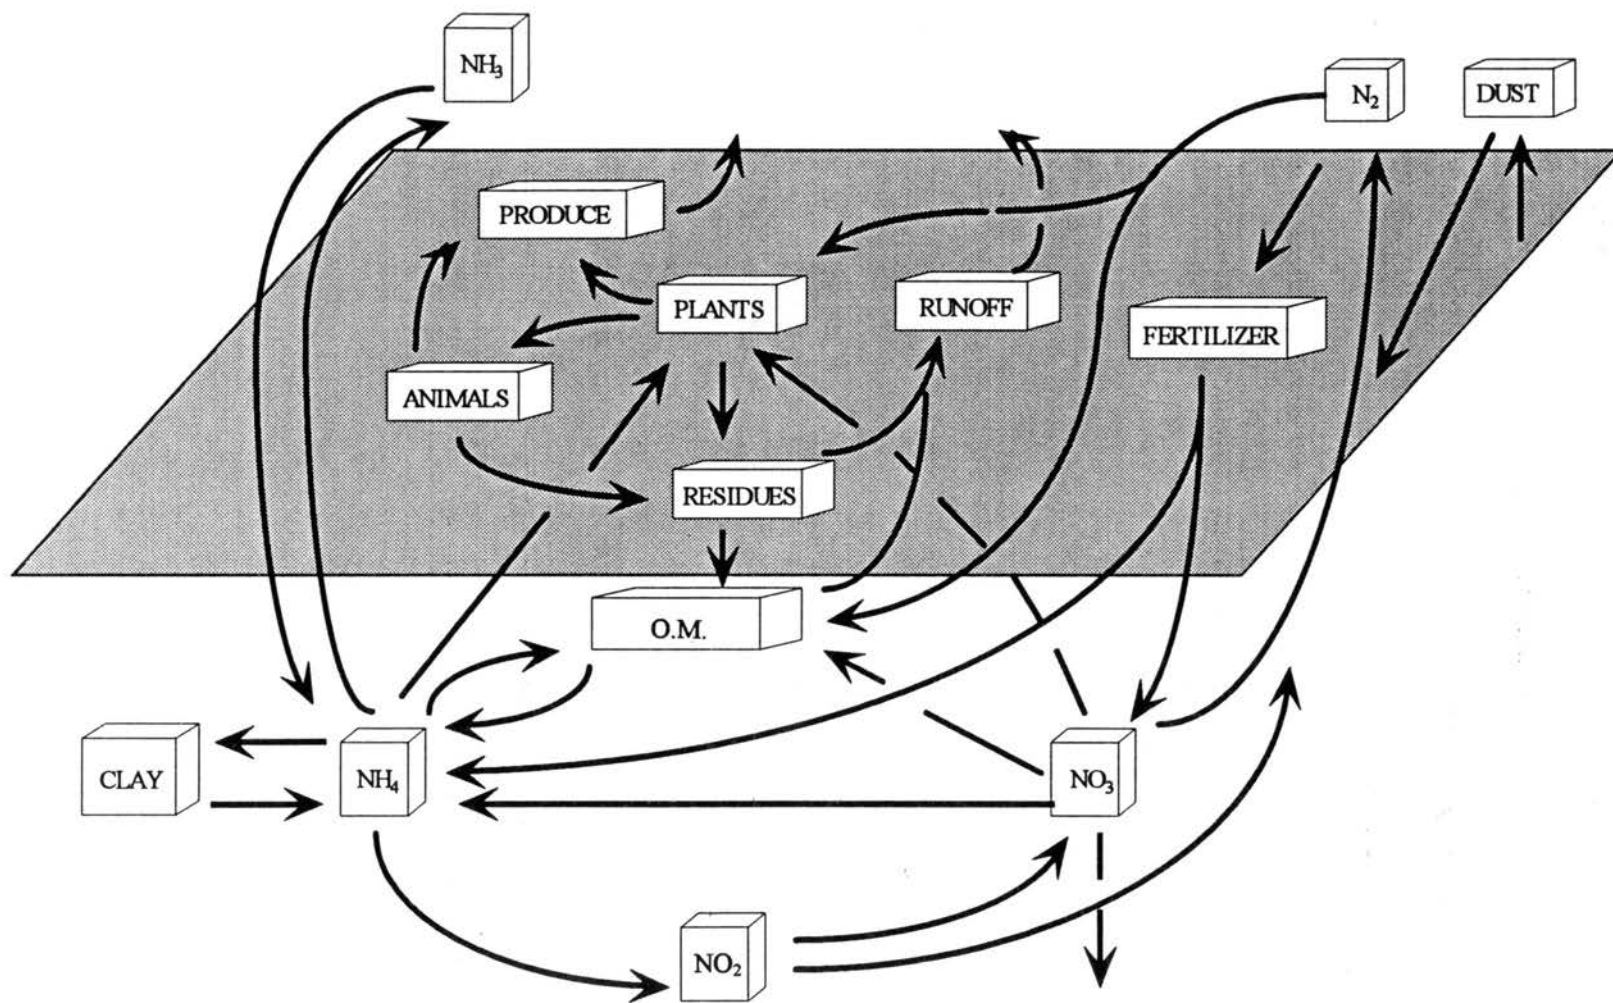 NH₃
N₂
DUST
PRODUCE
PLANTS
RUNOFF
FERTILIZER
ANIMALS
RESIDUES
O.M.
CLAY
NH₄
NO₃
NO₂